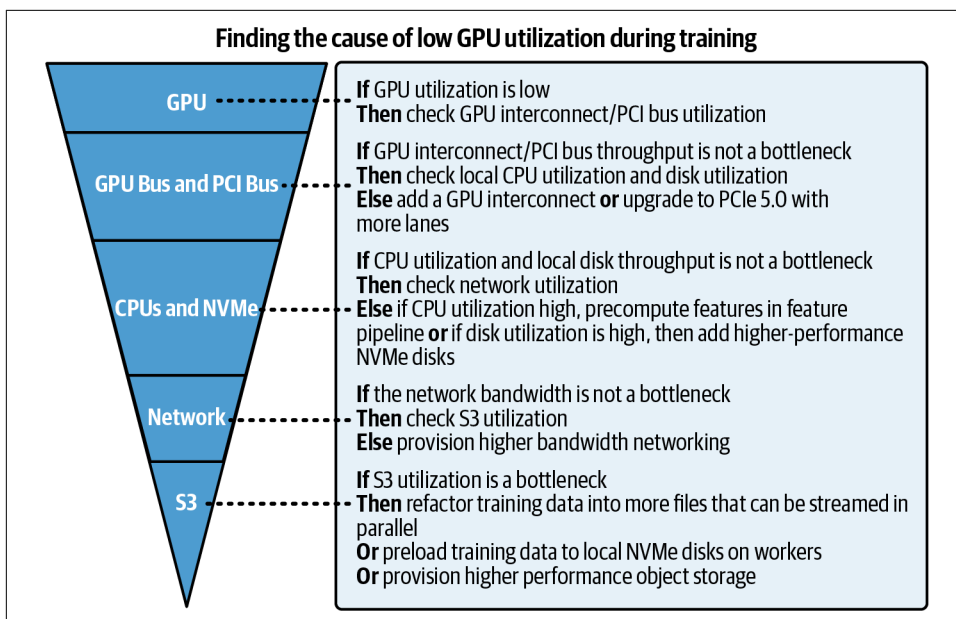 Finding the cause of low GPU utilization during training
GPU
If GPU utilization is low
Then check GPU interconnect/PCI bus utilization
GPU Bus and PCI Bus
If GPU interconnect/PCI bus throughput is not a bottleneck
Then check local CPU utilization and disk utilization
Else add a GPU interconnect or upgrade to PCIe 5.0 with
more lanes
CPUs and NVMe
If CPU utilization and local disk throughput is not a bottleneck
Then check network utilization
Else if CPU utilization high, precompute features in feature
pipeline or if disk utilization is high, then add higher-performance
NVMe disks
Network
If the network bandwidth is not a bottleneck
Then check S3 utilization
Else provision higher bandwidth networking
S3
If S3 utilization is a bottleneck
Then refactor training data into more files that can be streamed in
parallel
Or preload training data to local NVMe disks on workers
Or provision higher performance object storage